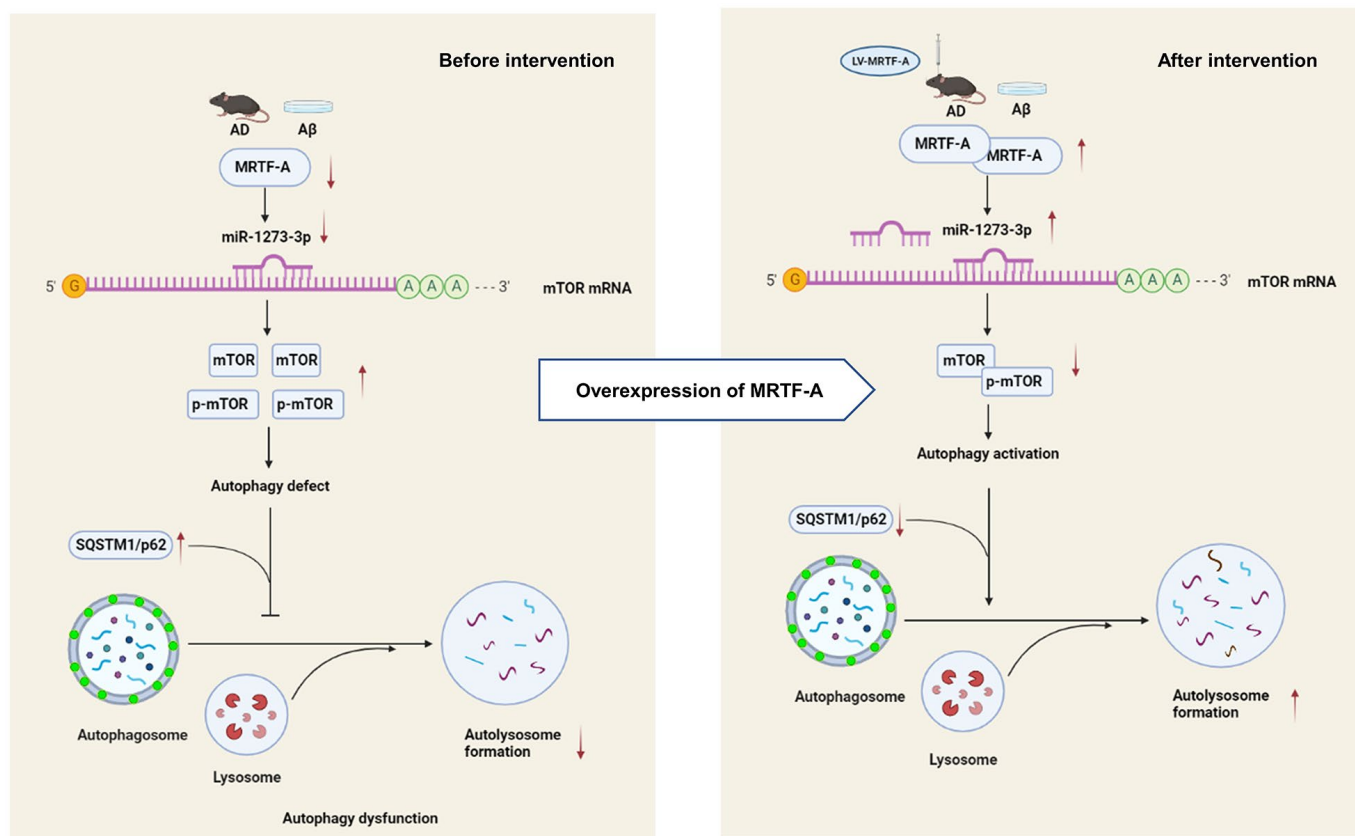 Before intervention
AD
Aβ
MRTF-A
miR-1273-3p
5' G A A A - - - 3' mTOR mRNA
mTOR mTOR
p-mTOR p-mTOR
Autophagy defect
SQSTM1/p62
Autophagosome
Lysosome
Autolysosome
formation
Autophagy dysfunction
Overexpression of MRTF-A
After intervention
LV-MRTF-A
AD
Aβ
MRTF-A
MRTF-A
miR-1273-3p
5' G A A A - - - 3' mTOR mRNA
mTOR
p-mTOR
Autophagy activation
SQSTM1/p62
Autophagosome
Lysosome
Autolysosome
formation